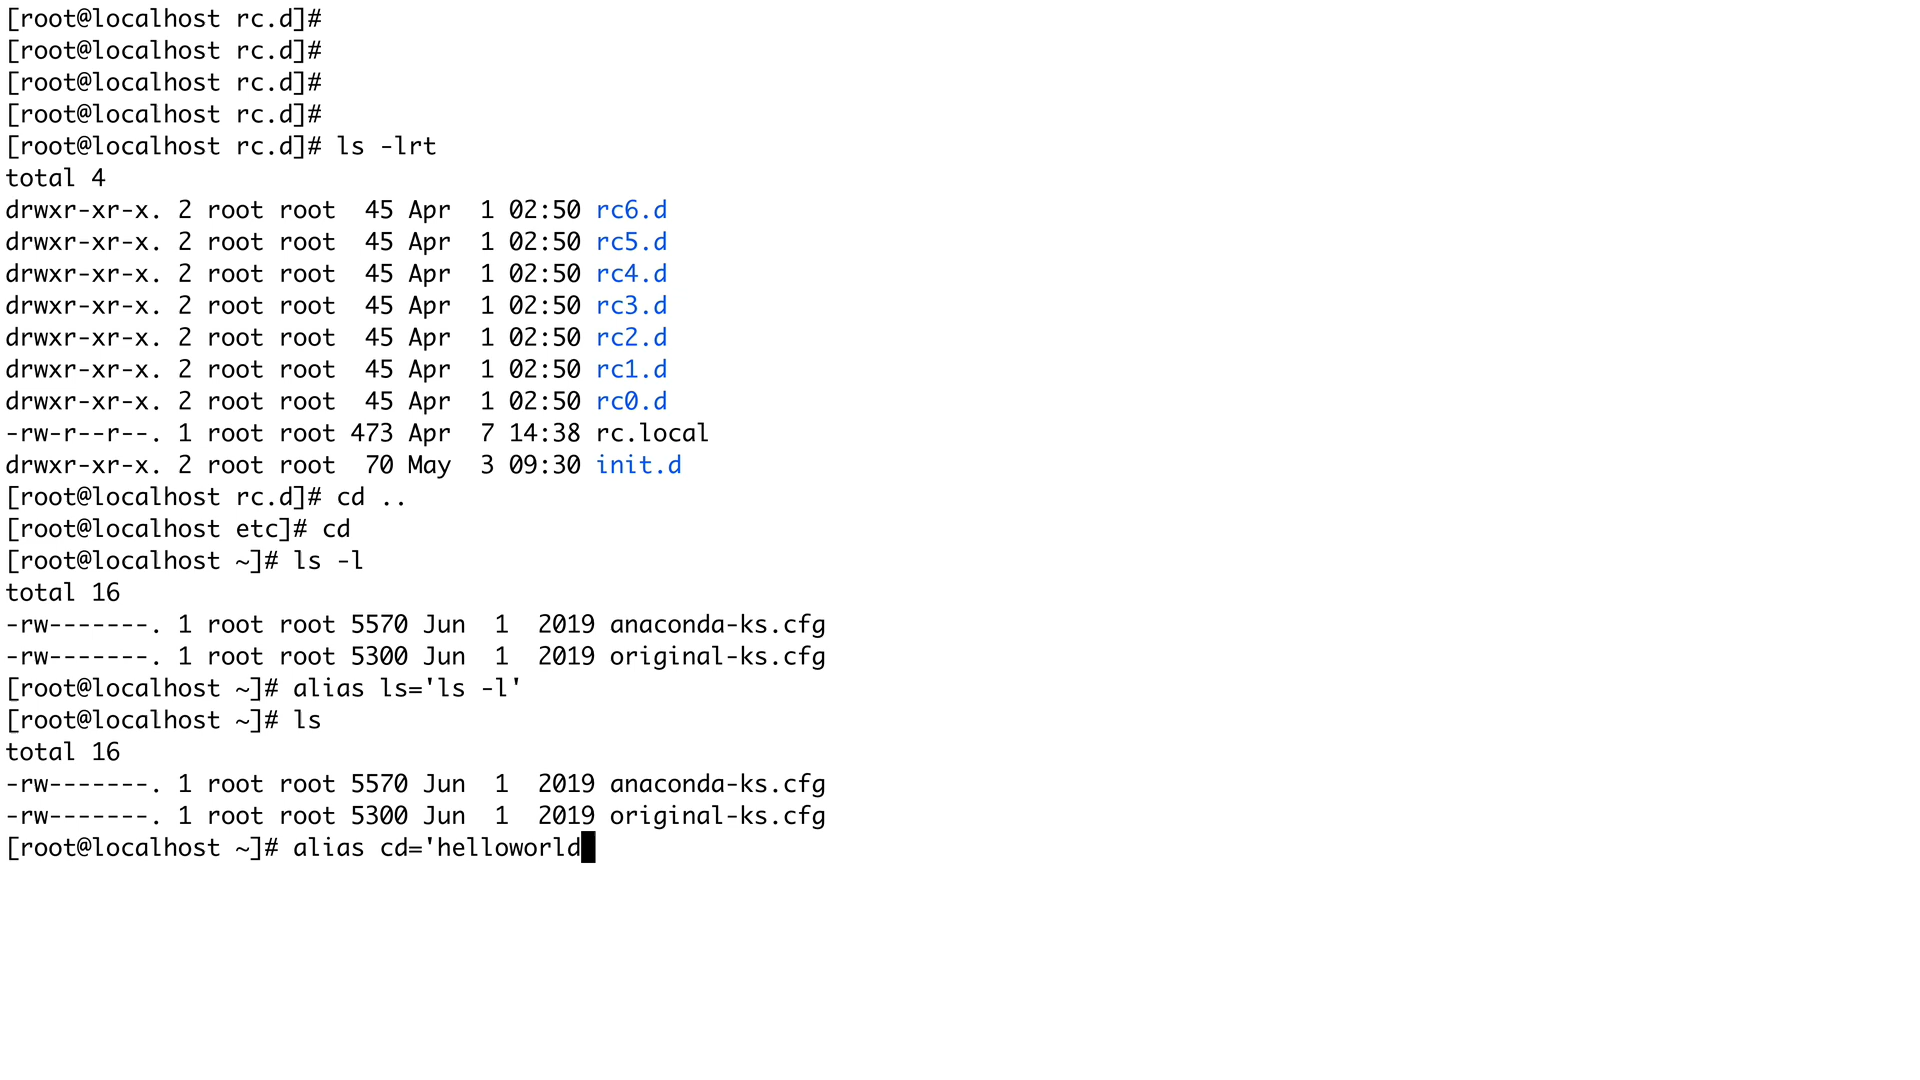 [root@localhost rc.d]#
[root@localhost rc.d]#
[root@localhost rc.d]#
[root@localhost rc.d]#
[root@localhost rc.d]# ls -lrt
total 4
drwxr-xr-x. 2 root root  45 Apr  1 02:50 rc6.d
drwxr-xr-x. 2 root root  45 Apr  1 02:50 rc5.d
drwxr-xr-x. 2 root root  45 Apr  1 02:50 rc4.d
drwxr-xr-x. 2 root root  45 Apr  1 02:50 rc3.d
drwxr-xr-x. 2 root root  45 Apr  1 02:50 rc2.d
drwxr-xr-x. 2 root root  45 Apr  1 02:50 rc1.d
drwxr-xr-x. 2 root root  45 Apr  1 02:50 rc0.d
-rw-r--r--. 1 root root 473 Apr  7 14:38 rc.local
drwxr-xr-x. 2 root root  70 May  3 09:30 init.d
[root@localhost rc.d]# cd ..
[root@localhost etc]# cd
[root@localhost ~]# ls -l
total 16
-rw-------. 1 root root 5570 Jun  1  2019 anaconda-ks.cfg
-rw-------. 1 root root 5300 Jun  1  2019 original-ks.cfg
[root@localhost ~]# alias ls='ls -l'
[root@localhost ~]# ls
total 16
-rw-------. 1 root root 5570 Jun  1  2019 anaconda-ks.cfg
-rw-------. 1 root root 5300 Jun  1  2019 original-ks.cfg
[root@localhost ~]# alias cd='helloworld